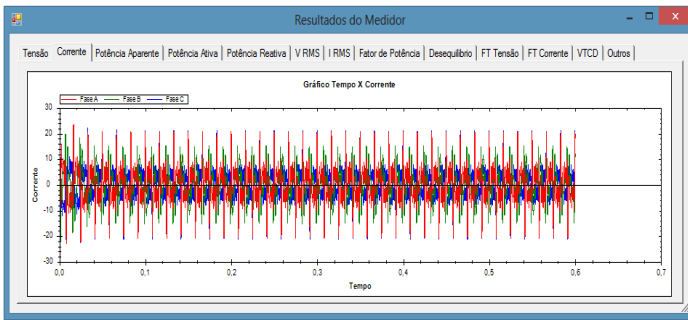 Resultados do Medidor
Tensão Corrente Potência Aparente Potência Ativa Potência Reativa V RMS I RMS Fator de Potência Desequilibrio FT Tensão FT Corrente VTCD Outros
Gráfico Tempo X Corrente
Fase A Fase B Fase C
30
20
10
0
-10
-20
-30
Corrente
0,0 0,1 0,2 0,3 0,4 0,5 0,6 0,7
Tempo